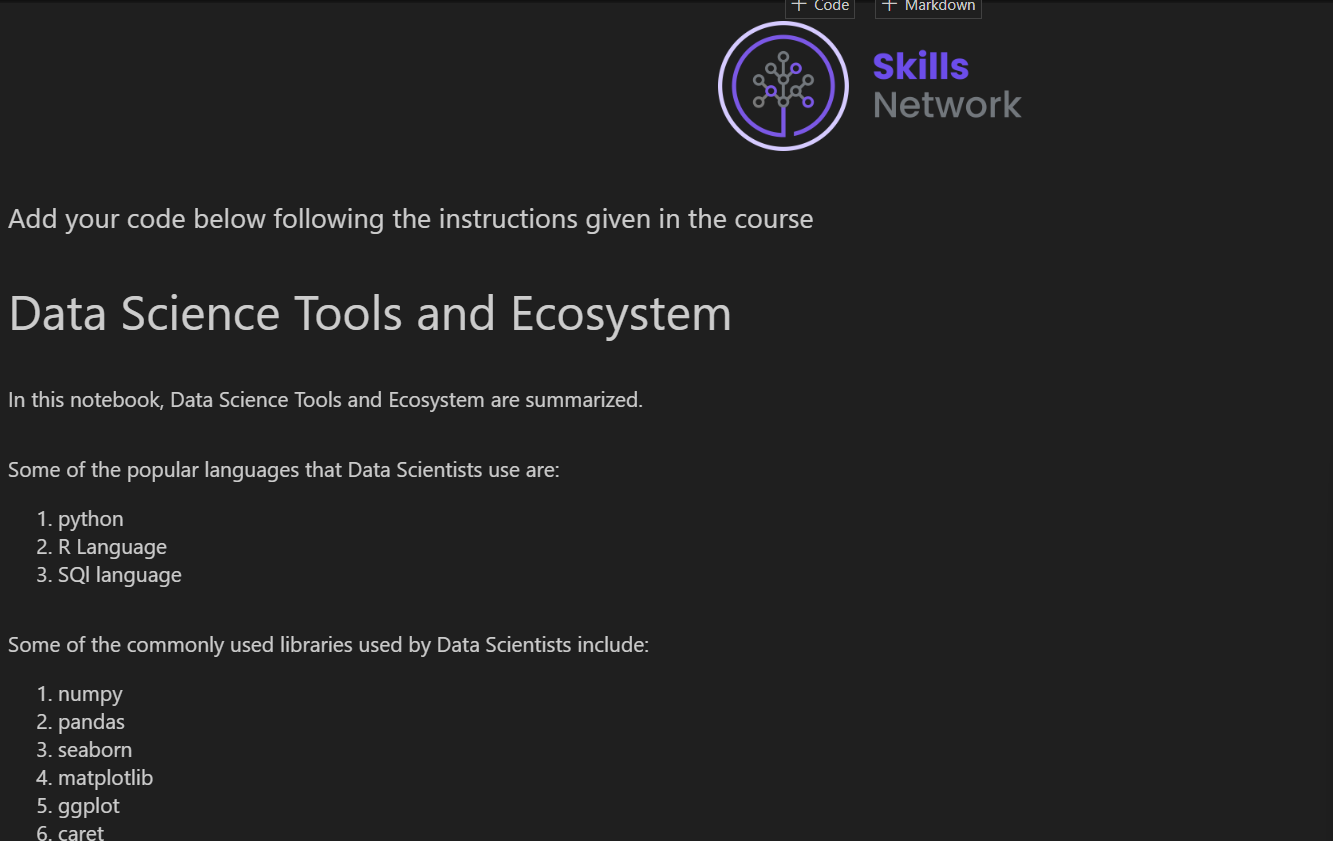 + Code + Markdown
Skills
Network
Add your code below following the instructions given in the course
Data Science Tools and Ecosystem
In this notebook, Data Science Tools and Ecosystem are summarized.
Some of the popular languages that Data Scientists use are:
1. python
2. R Language
3. SQl language
Some of the commonly used libraries used by Data Scientists include:
1. numpy
2. pandas
3. seaborn
4. matplotlib
5. ggplot
6. caret